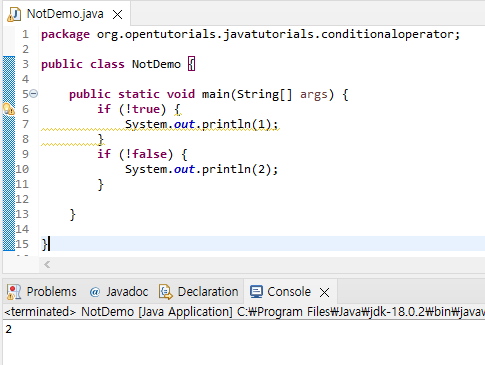 NotDemo.java
1 package org.opentutorials.javatutorials.conditionaloperator;
2
3 public class NotDemo {
4
5 public static void main(String[] args) {
6 if (!true) {
7 System.out.println(1);
8 }
9 if (!false) {
10 System.out.println(2);
11 }
12
13 }
14
15 }
Problems @ Javadoc Declaration Console
<terminated> NotDemo [Java Application] C:₩Program Files₩Java₩jdk-18.0.2₩bin₩javaw
2